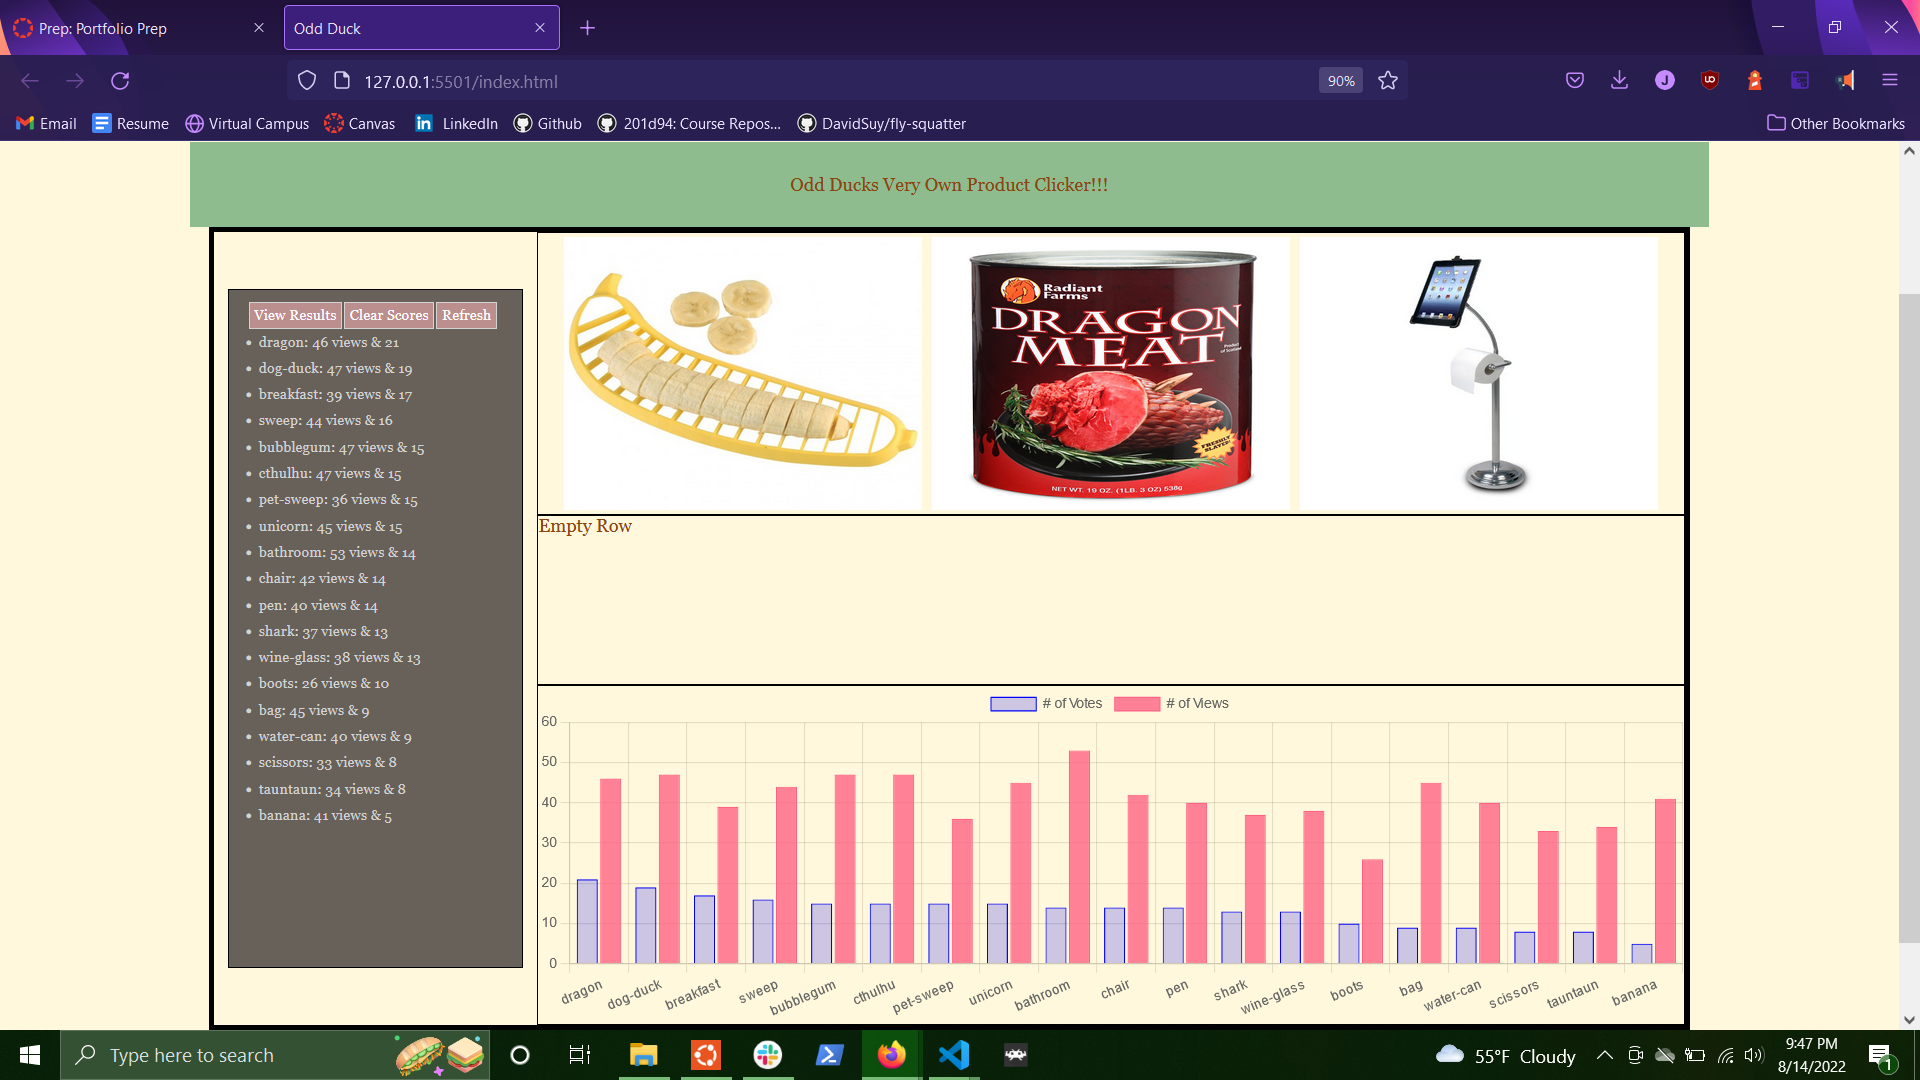 Prep: Portfolio Prep
Odd Duck
127.0.0.1:5501/index.html
90%
J
Email
Resume
Virtual Campus
Canvas
LinkedIn
Github
201d94: Course Repos...
DavidSuy/fly-squatter
Other Bookmarks
Odd Ducks Very Own Product Clicker!!!
View Results
Clear Scores
Refresh
dragon: 46 views & 21
dog-duck: 47 views & 19
breakfast: 39 views & 17
sweep: 44 views & 16
bubblegum: 47 views & 15
cthulhu: 47 views & 15
pet-sweep: 36 views & 15
unicorn: 45 views & 15
bathroom: 53 views & 14
chair: 42 views & 14
pen: 40 views & 14
shark: 37 views & 13
wine-glass: 38 views & 13
boots: 26 views & 10
bag: 45 views & 9
water-can: 40 views & 9
scissors: 33 views & 8
tauntaun: 34 views & 8
banana: 41 views & 5
Radiant
Farms
DRAGON
MEAT
FRESHLY
SLAYED!
NET WT. 19 OZ. (1LB. 3 OZ) 538g
Empty Row
# of Votes
# of Views
60
50
40
30
20
10
0
dragon
dog-duck
breakfast
sweep
bubblegum
cthulhu
pet-sweep
unicorn
bathroom
chair
pen
shark
wine-glass
boots
bag
water-can
scissors
tauntaun
banana
Type here to search
55°F Cloudy
9:47 PM
8/14/2022
1